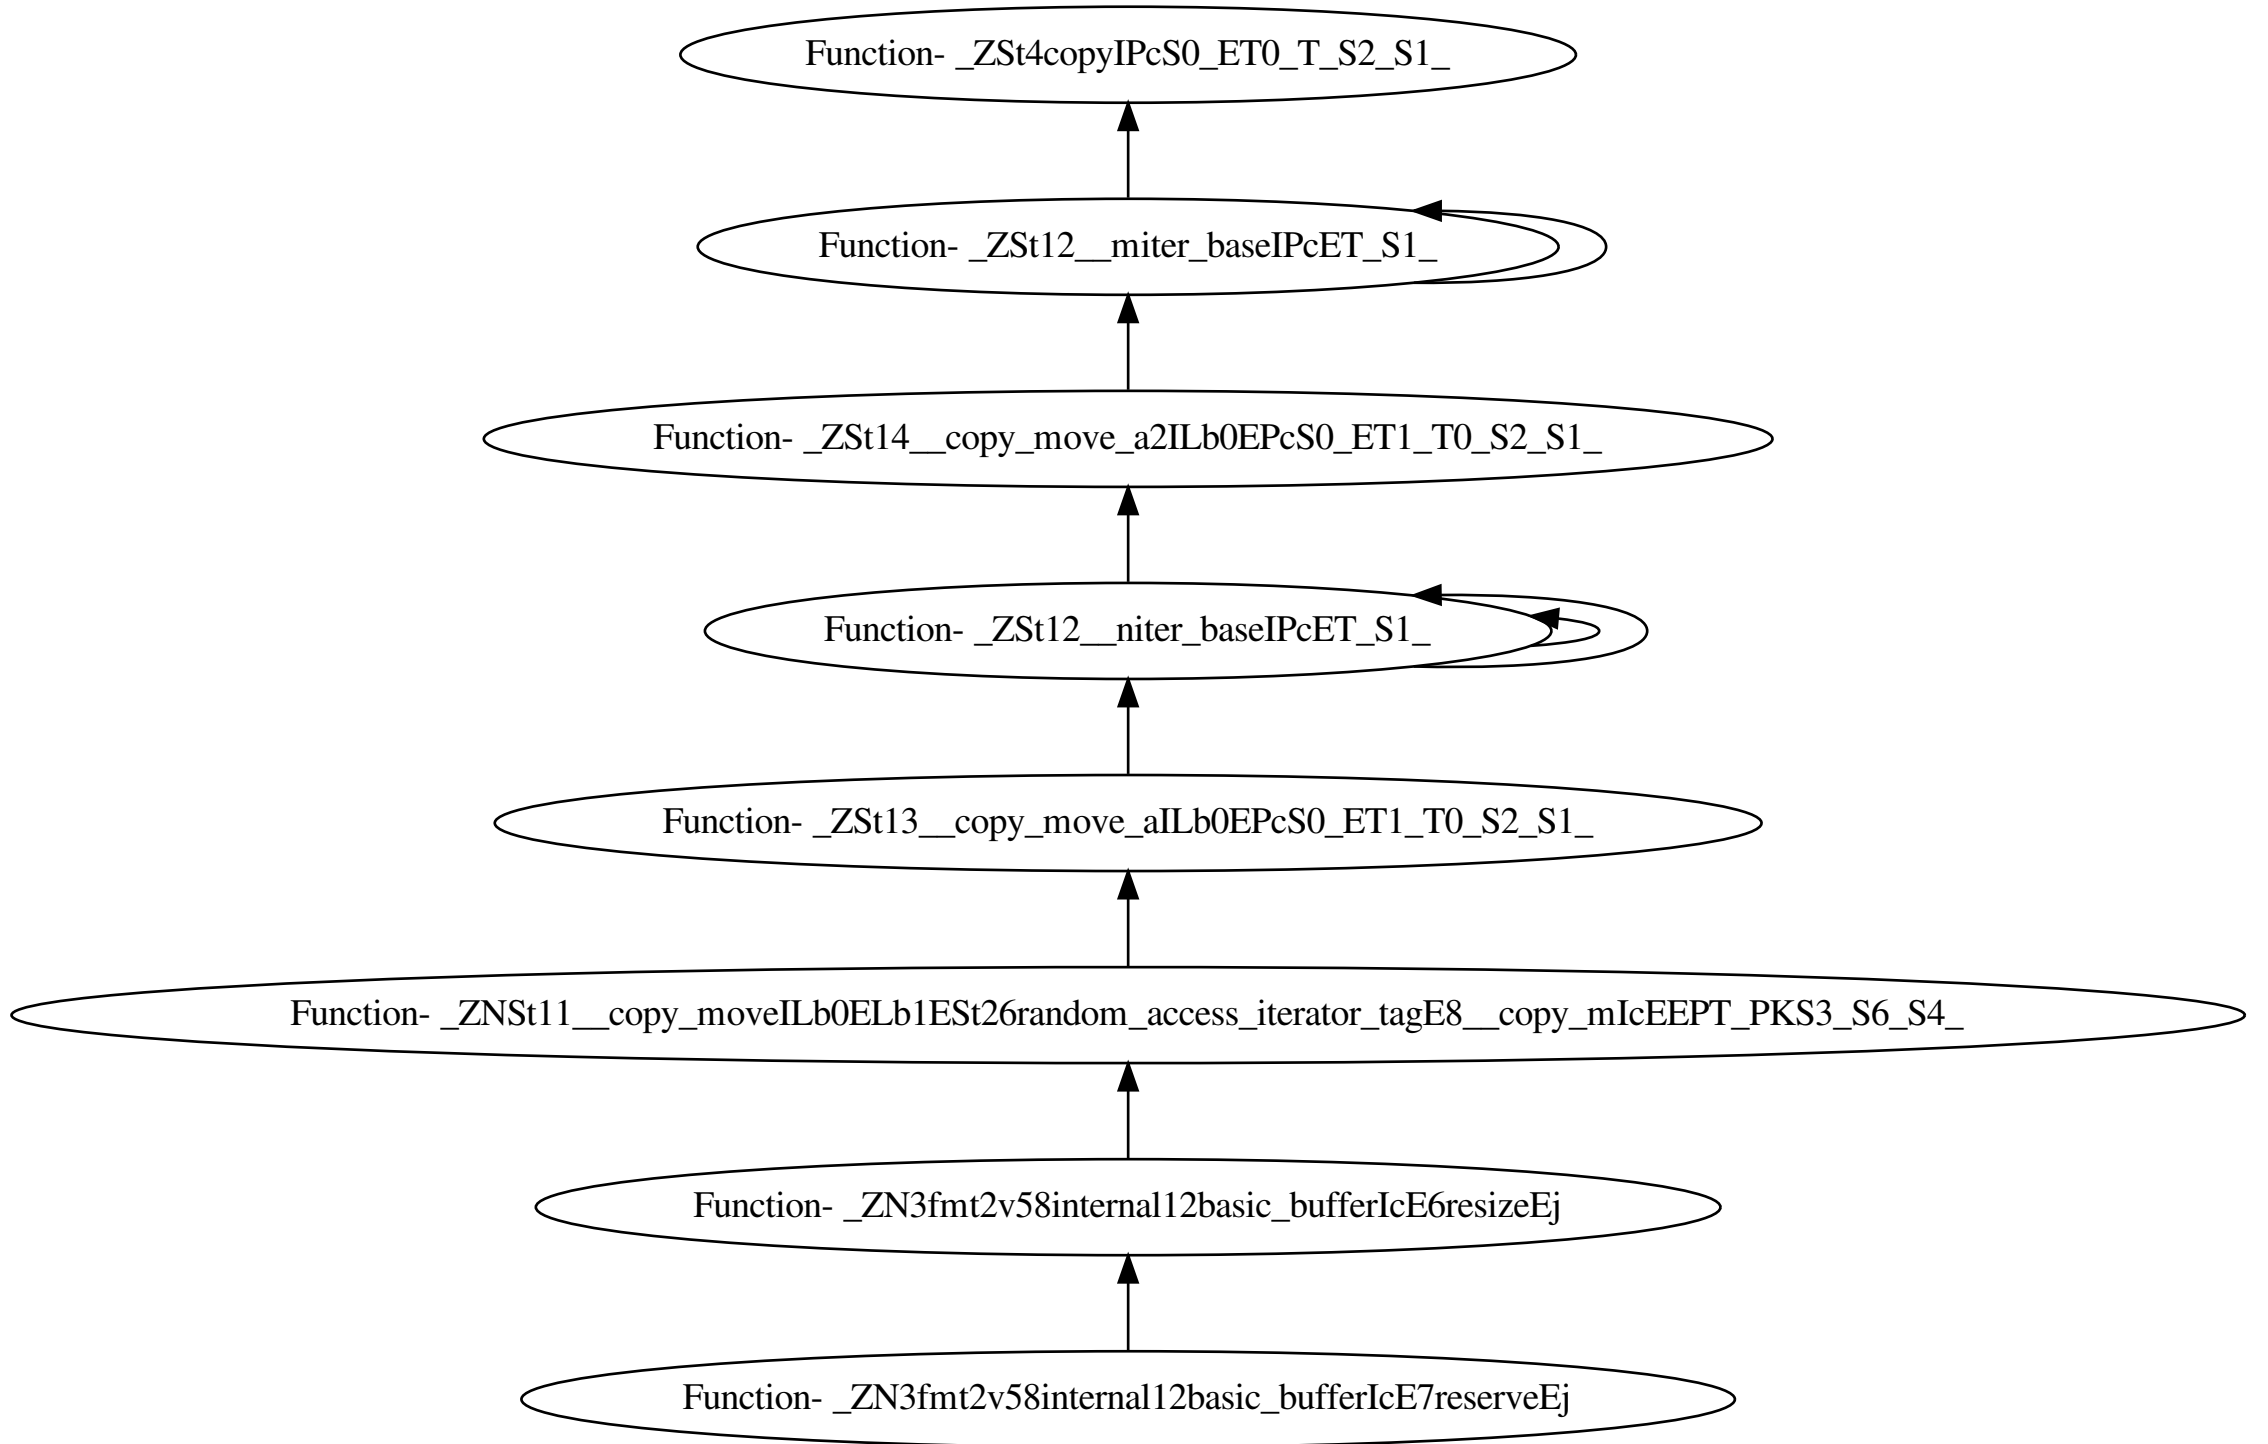 Function- _ZSt4copyIPcS0_ET0_T_S2_S1_
Function- _ZSt12__miter_baseIPcET_S1_
Function- _ZSt14__copy_move_a2ILb0EPcS0_ET1_T0_S2_S1_
Function- _ZSt12__niter_baseIPcET_S1_
Function- _ZSt13__copy_move_aILb0EPcS0_ET1_T0_S2_S1_
Function- _ZNSt11__copy_moveILb0ELb1ESt26random_access_iterator_tagE8__copy_mIcEEPT_PKS3_S6_S4_
Function- _ZN3fmt2v58internal12basic_bufferIcE6resizeEj
Function- _ZN3fmt2v58internal12basic_bufferIcE7reserveEj